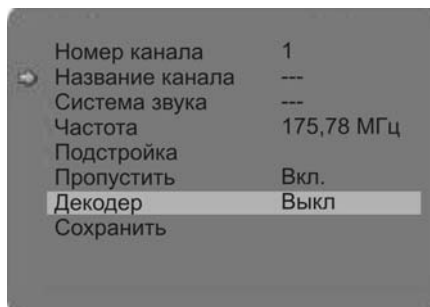 Номер канала 1
Название канала ---
Система звука ---
Частота 175,78 МГц
Подстройка
Пропустить Вкл.
Декодер Выкл
Сохранить